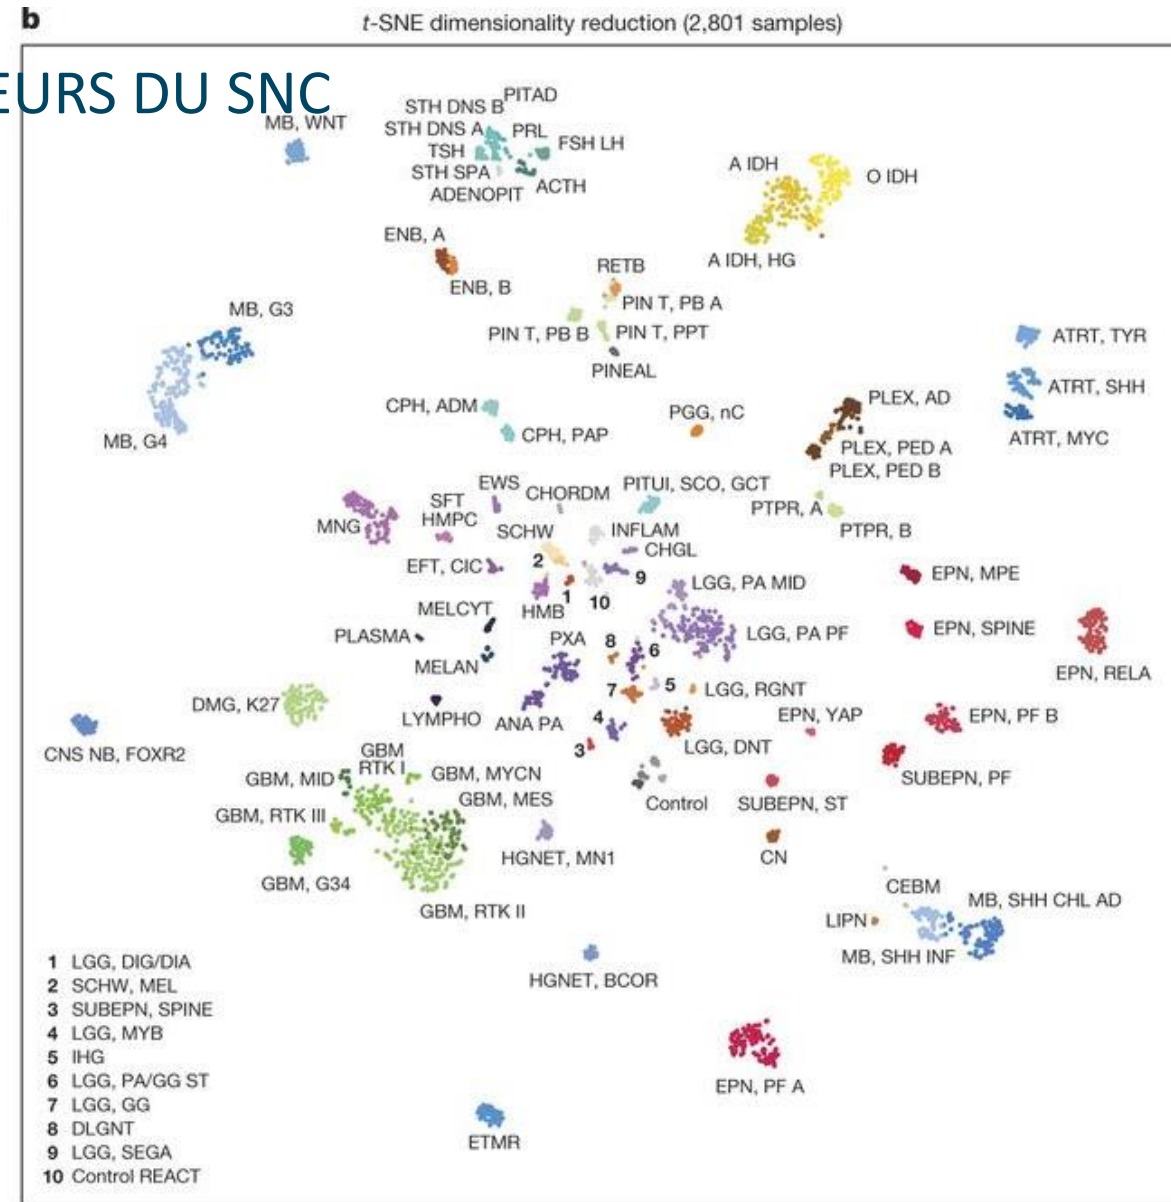 b
t-SNE dimensionality reduction (2,801 samples)
EURS DU SNC
MB, WNT
STH DNS B
PITAD
STH DNS A
PRL
TSH
FSH LH
STH SPA
ACTH
ADENOPIT
A IDH
O IDH
A IDH, HG
ENB, A
ENB, B
RETB
PIN T, PB A
PIN T, PB B
PIN T, PPT
PINEAL
MB, G3
MB, G4
ATRT, TYR
ATRT, SHH
ATRT, MYC
CPH, ADM
CPH, PAP
PGG, nC
PLEX, AD
PLEX, PED A
PLEX, PED B
PTPR, A
PTPR, B
MNG
SFT
HMPC
EWS
CHORDM
PITUI, SCO, GCT
SCHW
INFLAM
CHGL
EFT, CIC
2
9
1
10
HMB
LGG, PA MID
LGG, PA PF
EPN, MPE
EPN, SPINE
EPN, RELA
MELCYT
PLASMA
MELAN
PXA
8
6
5
7
LGG, RGNT
DMG, K27
LYMPHO
ANA PA
4
3
LGG, DNT
EPN, YAP
EPN, PF B
SUBEPN, PF
CNS NB, FOXR2
GBM
RTK I
GBM, MID
GBM, MYCN
GBM, MES
GBM, RTK III
GBM, G34
GBM, RTK II
Control
SUBEPN, ST
CN
HGNET, MN1
CEBM
MB, SHH CHL AD
LIPN
MB, SHH INF
HGNET, BCOR
EPN, PF A
ETMR
1 LGG, DIG/DIA
2 SCHW, MEL
3 SUBEPN, SPINE
4 LGG, MYB
5 IHG
6 LGG, PA/GG ST
7 LGG, GG
8 DLGNT
9 LGG, SEGA
10 Control REACT